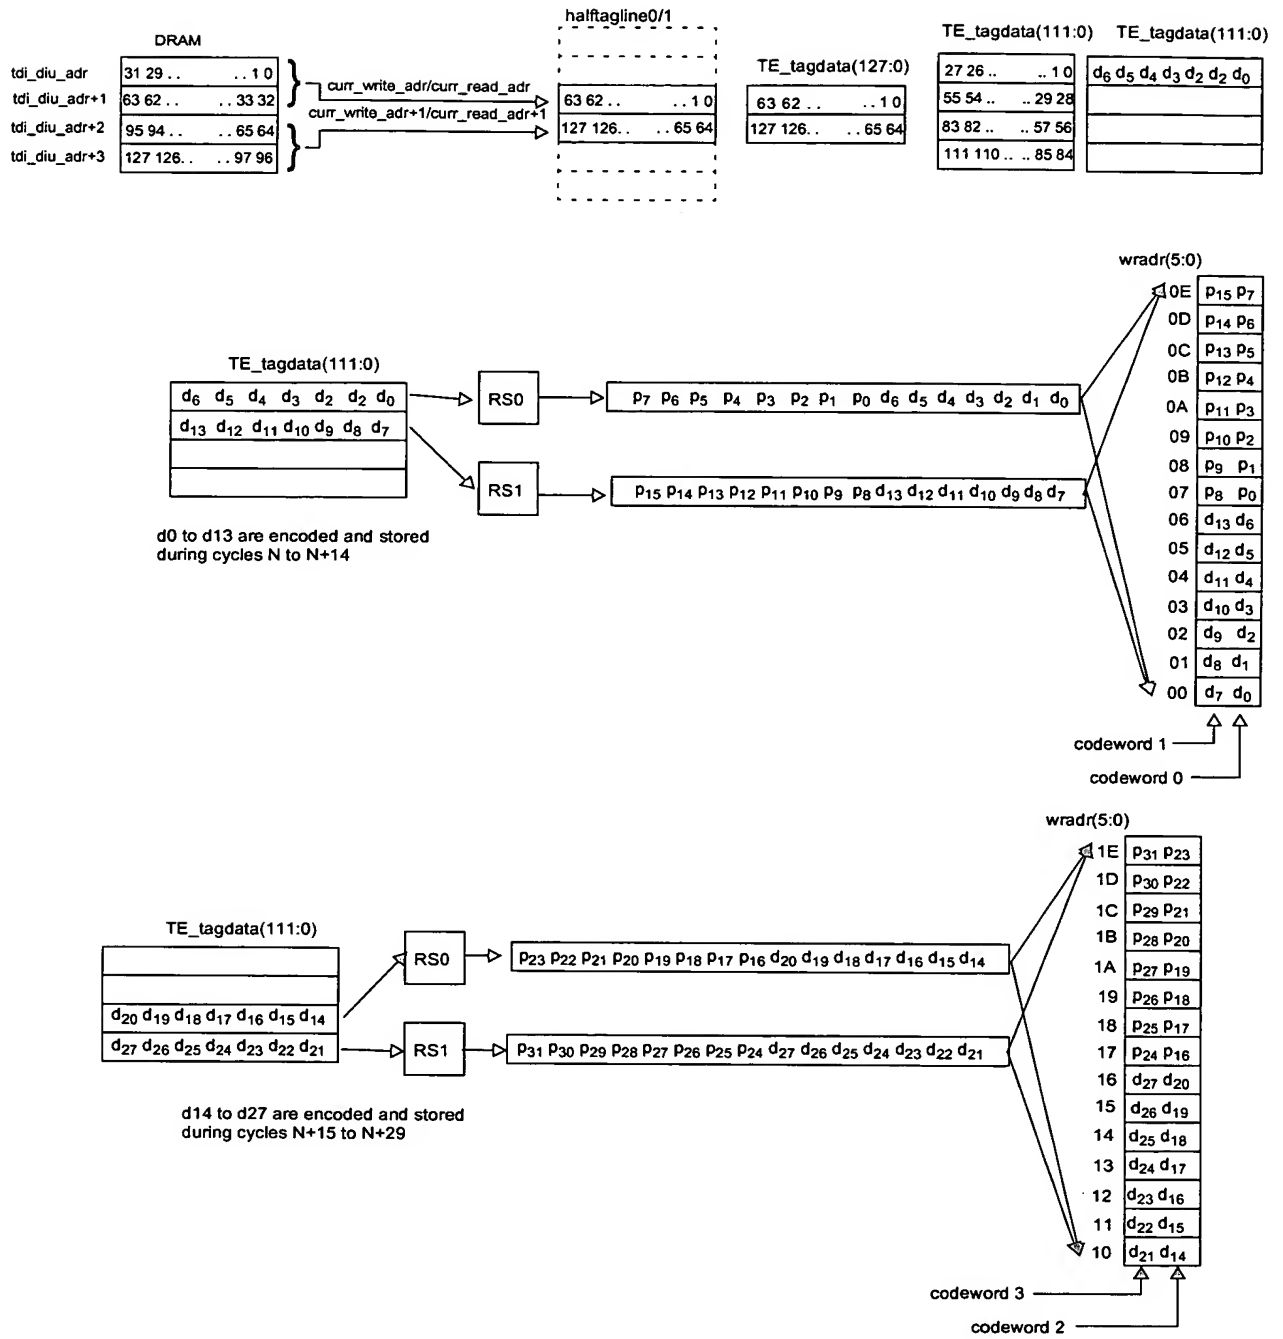 halftagline0/1
DRAM
tdi_diu_adr 31 29 . . . . 1 0
tdi_diu_adr+1 63 62 . . . . 33 32
tdi_diu_adr+2 95 94 . . . . 65 64
tdi_diu_adr+3 127 126 . . . . 97 96
curr_write_adr/curr_read_adr
curr_write_adr+1/curr_read_adr+1
63 62 . . . . 1 0
127 126 . . . . 65 64
TE_tagdata(127:0)
63 62 . . . . 1 0
127 126 . . . . 65 64
TE_tagdata(111:0)
27 26 .. .. 1 0
55 54 .. .. 29 28
83 82 .. .. 57 56
111 110 .. .. 85 84
TE_tagdata(111:0)
d6 d5 d4 d3 d2 d2 d0
TE_tagdata(111:0)
d6 d5 d4 d3 d2 d2 d0
d13 d12 d11 d10 d9 d8 d7
d0 to d13 are encoded and stored
during cycles N to N+14
RS0
RS1
p7 p6 p5 p4 p3 p2 p1 p0 d6 d5 d4 d3 d2 d1 d0
p15 p14 p13 p12 p11 p10 p9 p8 d13 d12 d11 d10 d9 d8 d7
wradr(5:0)
0E p15 p7
0D p14 p6
0C p13 p5
0B p12 p4
0A p11 p3
09 p10 p2
08 p9 p1
07 p8 p0
06 d13 d6
05 d12 d5
04 d11 d4
03 d10 d3
02 d9 d2
01 d8 d1
00 d7 d0
codeword 1
codeword 0
TE_tagdata(111:0)
d20 d19 d18 d17 d16 d15 d14
d27 d26 d25 d24 d23 d22 d21
d14 to d27 are encoded and stored
during cycles N+15 to N+29
RS0
RS1
p23 p22 p21 p20 p19 p18 p17 p16 d20 d19 d18 d17 d16 d15 d14
p31 p30 p29 p28 p27 p26 p25 p24 d27 d26 d25 d24 d23 d22 d21
wradr(5:0)
1E p31 p23
1D p30 p22
1C p29 p21
1B p28 p20
1A p27 p19
19 p26 p18
18 p25 p17
17 p24 p16
16 d27 d20
15 d26 d19
14 d25 d18
13 d24 d17
12 d23 d16
11 d22 d15
10 d21 d14
codeword 3
codeword 2